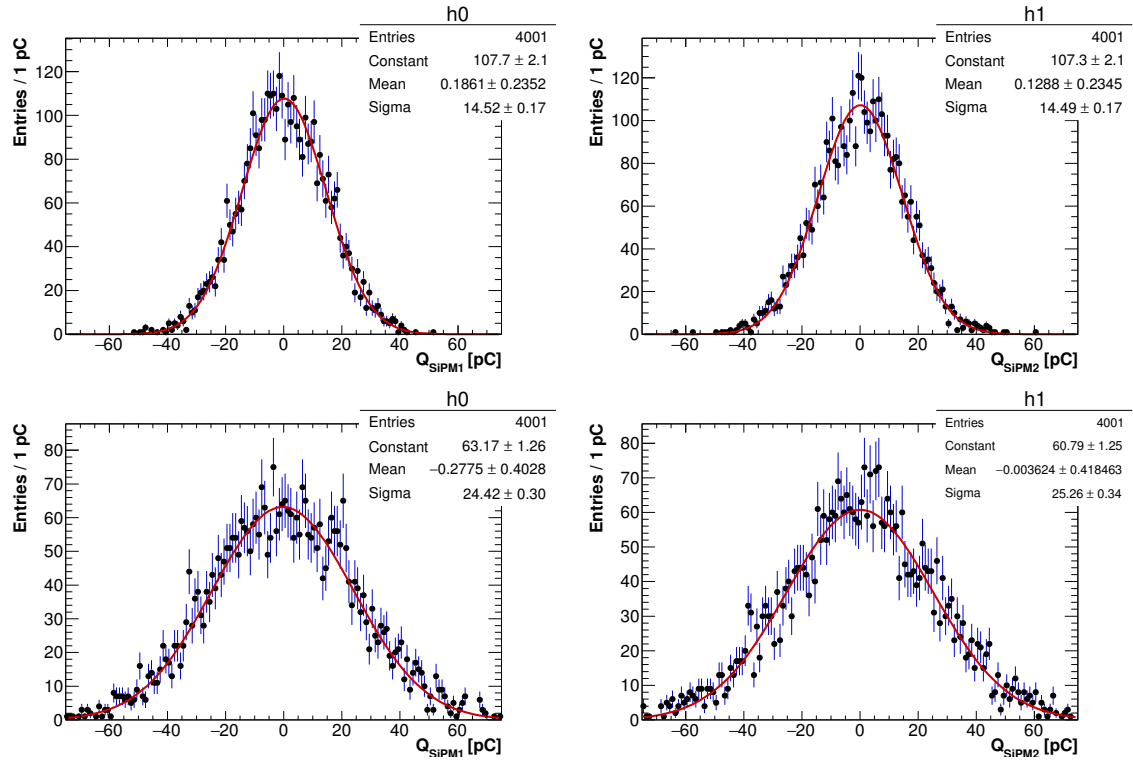 h0
Entries 4001
Constant 107.7 ± 2.1
Mean 0.1861 ± 0.2352
Sigma 14.52 ± 0.17
Entries / 1 pC
120
100
80
60
40
20
0
−60 −40 −20 0 20 40 60
Q_SiPM1 [pC]
h1
Entries 4001
Constant 107.3 ± 2.1
Mean 0.1288 ± 0.2345
Sigma 14.49 ± 0.17
Entries / 1 pC
120
100
80
60
40
20
0
−60 −40 −20 0 20 40 60
Q_SiPM2 [pC]
h0
Entries 4001
Constant 63.17 ± 1.26
Mean −0.2775 ± 0.4028
Sigma 24.42 ± 0.30
Entries / 1 pC
80
70
60
50
40
30
20
10
0
−60 −40 −20 0 20 40 60
Q_SiPM1 [pC]
h1
Entries 4001
Constant 60.79 ± 1.25
Mean −0.003624 ± 0.418463
Sigma 25.26 ± 0.34
Entries / 1 pC
80
70
60
50
40
30
20
10
0
−60 −40 −20 0 20 40 60
Q_SiPM2 [pC]